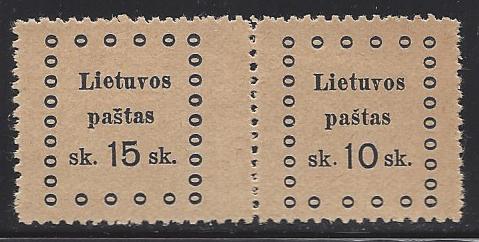 Lietuvos
paštas
sk. 15 sk.
Lietuvos
paštas
sk. 10 sk.